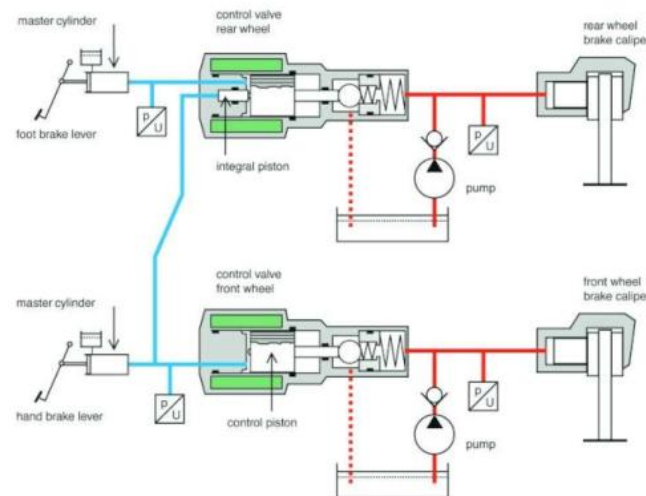 master cylinder
control valve
rear wheel
rear wheel
brake calipe
foot brake lever
p
U
integral piston
p
U
pump
master cylinder
control valve
front wheel
front wheel
brake calipe
hand brake lever
p
U
control piston
p
U
pump